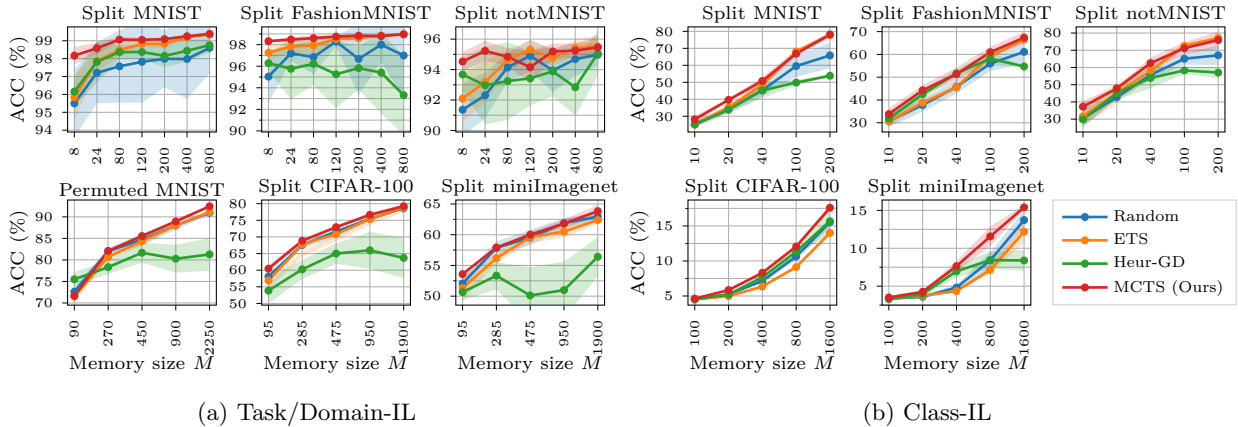 Split MNIST Split FashionMNIST Split notMNIST Split MNIST Split FashionMNIST Split notMNIST
ACC (%)
99
98
97
96
95
94
98
96
94
92
90
96
94
92
90
ACC (%)
80
70
60
50
40
30
70
60
50
40
30
80
70
60
50
40
30
8 24 80 120 200 400 800
8 24 80 120 200 400 800
8 24 80 120 200 400 800
10 20 40 100 200
10 20 40 100 200
10 20 40 100 200
Permuted MNIST Split CIFAR-100 Split miniImagenet Split CIFAR-100 Split miniImagenet
ACC (%)
90
85
80
75
70
80
75
70
65
60
55
50
65
60
55
50
ACC (%)
15
10
5
15
10
5
90 270 450 900 2250
95 285 475 950 1900
95 285 475 950 1900
100 200 400 800 1600
100 200 400 800 1600
Memory size M Memory size M Memory size M Memory size M Memory size M
Random
ETS
Heur-GD
MCTS (Ours)
(a) Task/Domain-IL (b) Class-IL